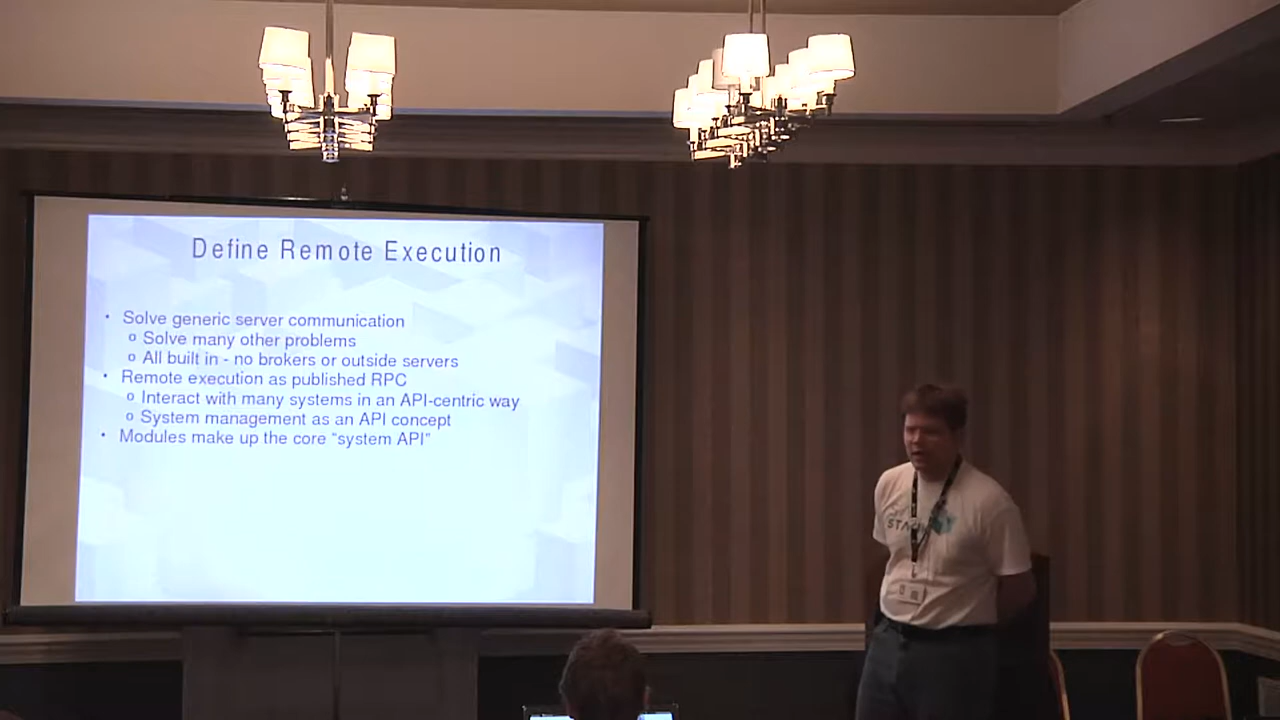 Define Remote Execution
• Solve generic server communication
o Solve many other problems
o All built in - no brokers or outside servers
• Remote execution as published RPC
o Interact with many systems in an API-centric way
o System management as an API concept
• Modules make up the core “system API”